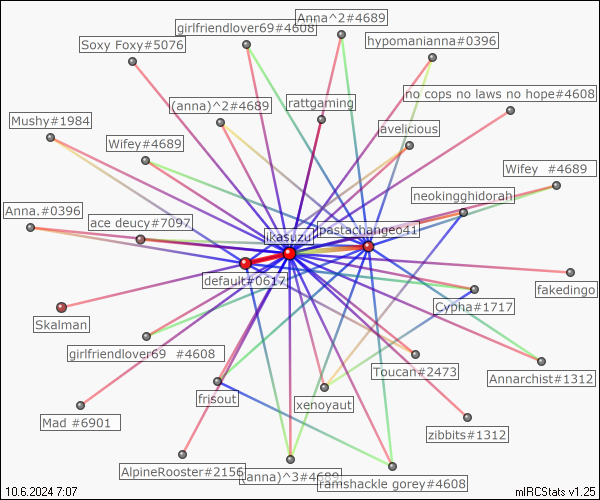 Anna^2#4689
girlfriendlover69#4608
Soxy Foxy#5076
hypomanianna#0396
no cops no laws no hope#4608
(anna)^2#4689
rattgaming
Mushy#1984
avelicious
Wifey#4689
Wifey  #4689
neokingghidorah
Anna.#0396
ace deucy#7097
pastachangeo41
ikasuzu
default#0617
fakedingo
Cypha#1717
Skalman
girlfriendlover69  #4608
Toucan#2473
Annarchist#1312
frisout
xenoyaut
Mad #6901
zibbits#1312
AlpineRooster#2156
(anna)^3#4689
ramshackle gorey#4608
10.6.2024 7:07
mIRCStats v1.25